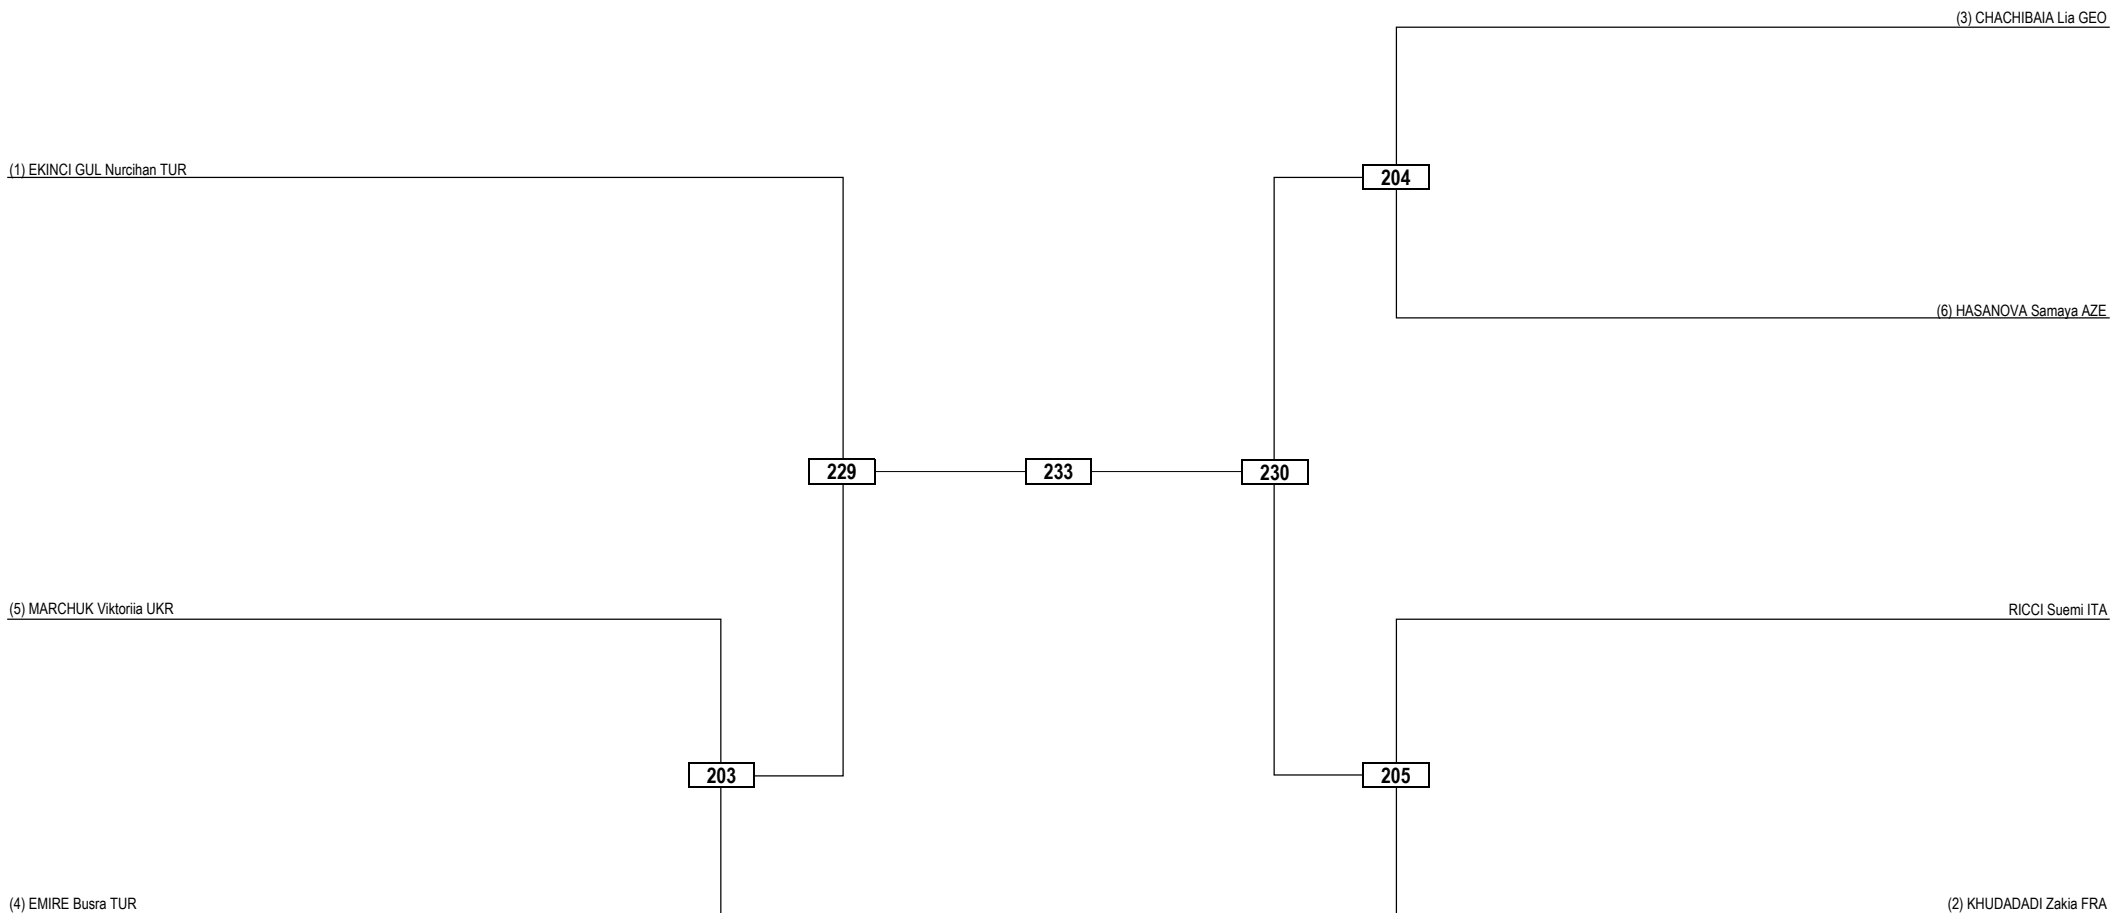 (3) CHACHIBAIA Lia GEO
(1) EKINCI GUL Nurcihan TUR
204
(6) HASANOVA Samaya AZE
229
233
230
(5) MARCHUK Viktoriia UKR
RICCI Suemi ITA
203
205
(4) EMIRE Busra TUR
(2) KHUDADADI Zakia FRA